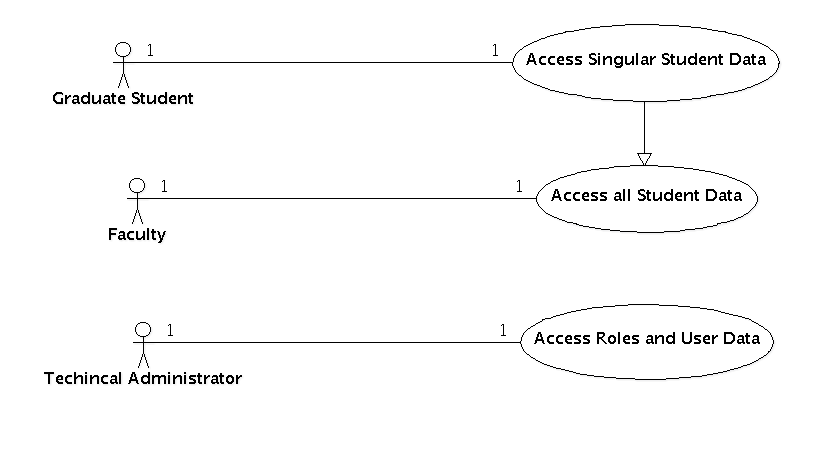 1 1
Access Singular Student Data
Graduate Student
1 1
Access all Student Data
Faculty
1 1
Access Roles and User Data
Techincal Administrator